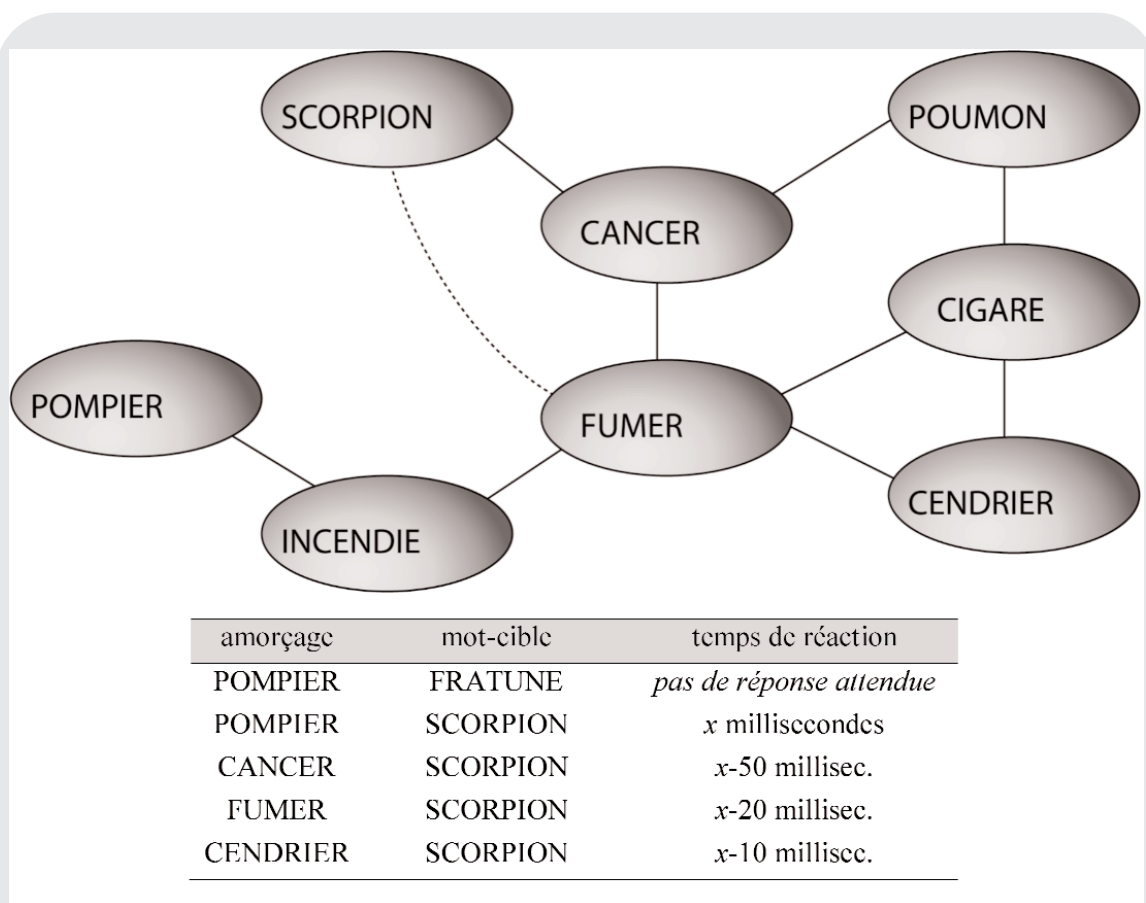 SCORPION
POUMON
CANCER
CIGARE
POMPIER
FUMER
CENDRIER
INCENDIE
amorçage mot-cible temps de réaction
POMPIER FRATUNE pas de réponse attendue
POMPIER SCORPION x millisecondes
CANCER SCORPION x-50 millisec.
FUMER SCORPION x-20 millisec.
CENDRIER SCORPION x-10 millisec.